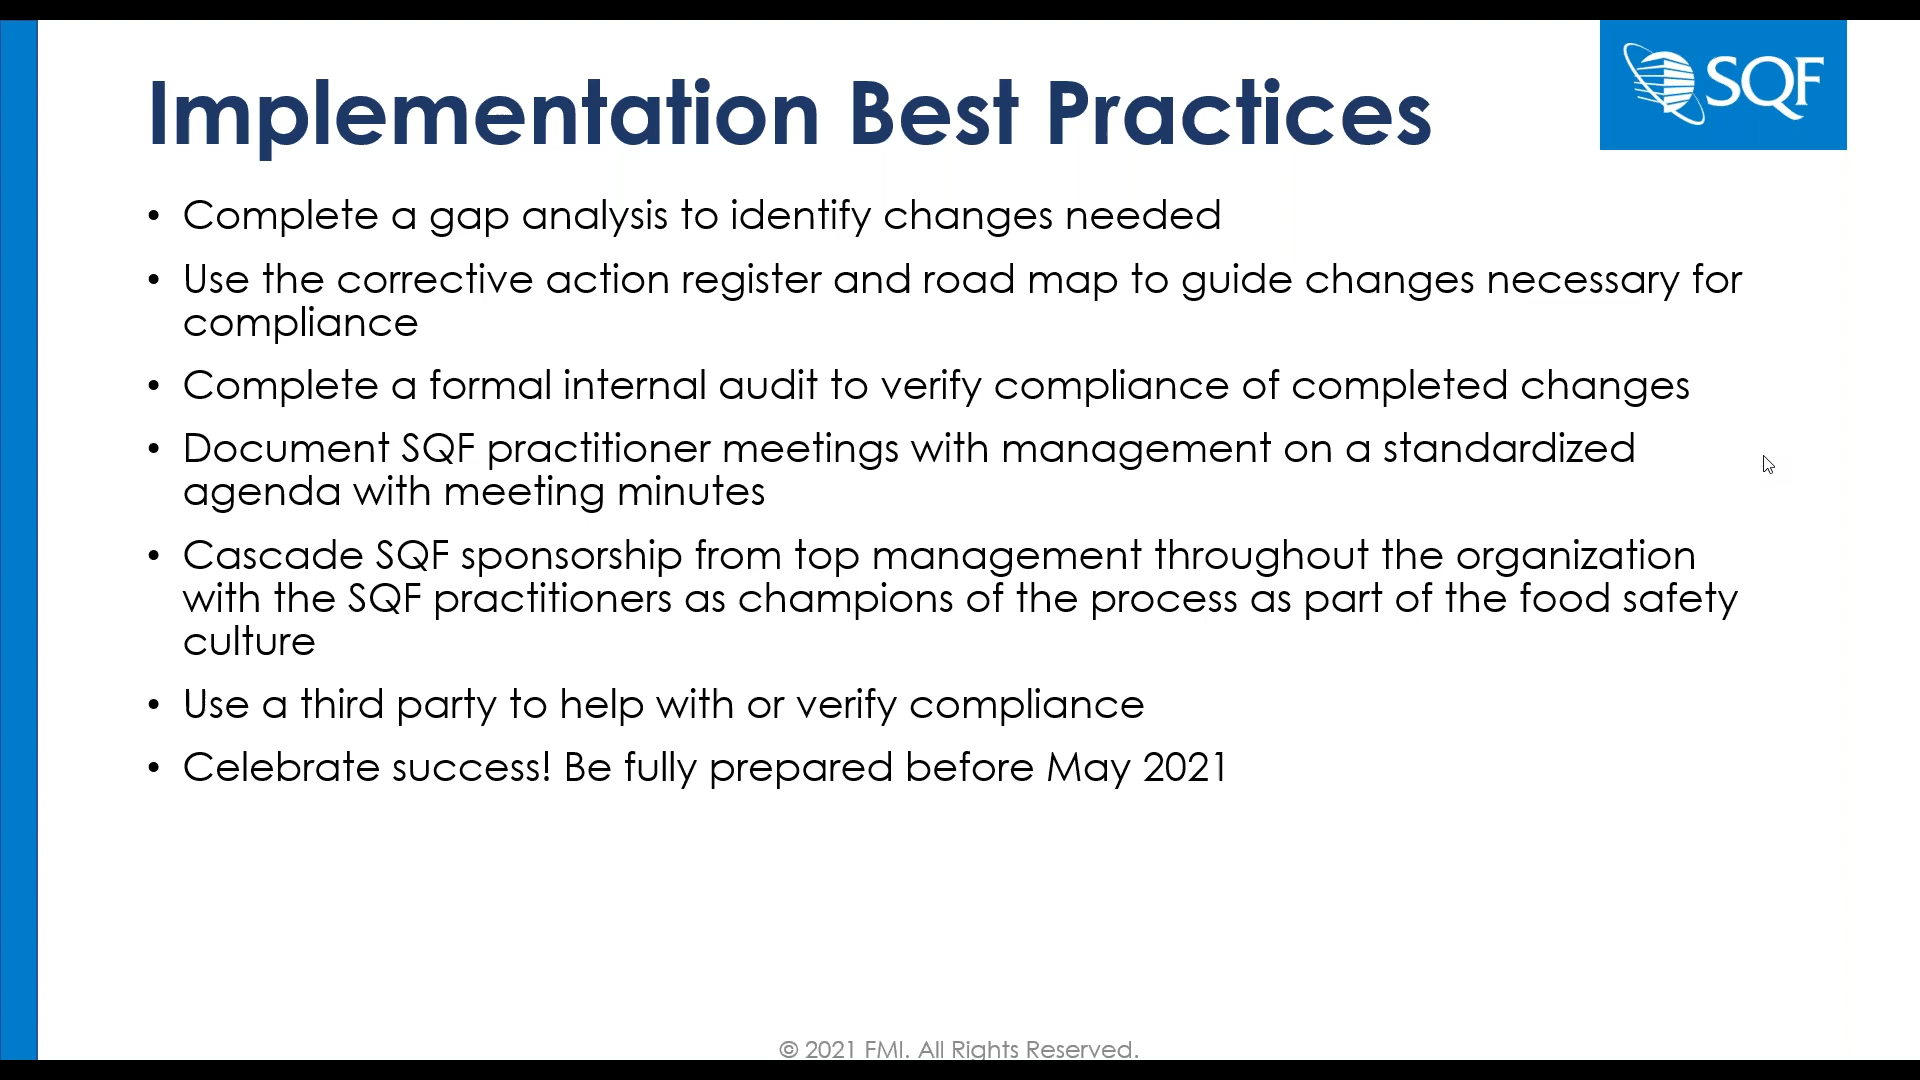 Implementation Best Practices
SQF
• Complete a gap analysis to identify changes needed
• Use the corrective action register and road map to guide changes necessary for
compliance
• Complete a formal internal audit to verify compliance of completed changes
• Document SQF practitioner meetings with management on a standardized
agenda with meeting minutes
• Cascade SQF sponsorship from top management throughout the organization
with the SQF practitioners as champions of the process as part of the food safety
culture
• Use a third party to help with or verify compliance
• Celebrate success! Be fully prepared before May 2021
© 2021 FMI. All Rights Reserved.